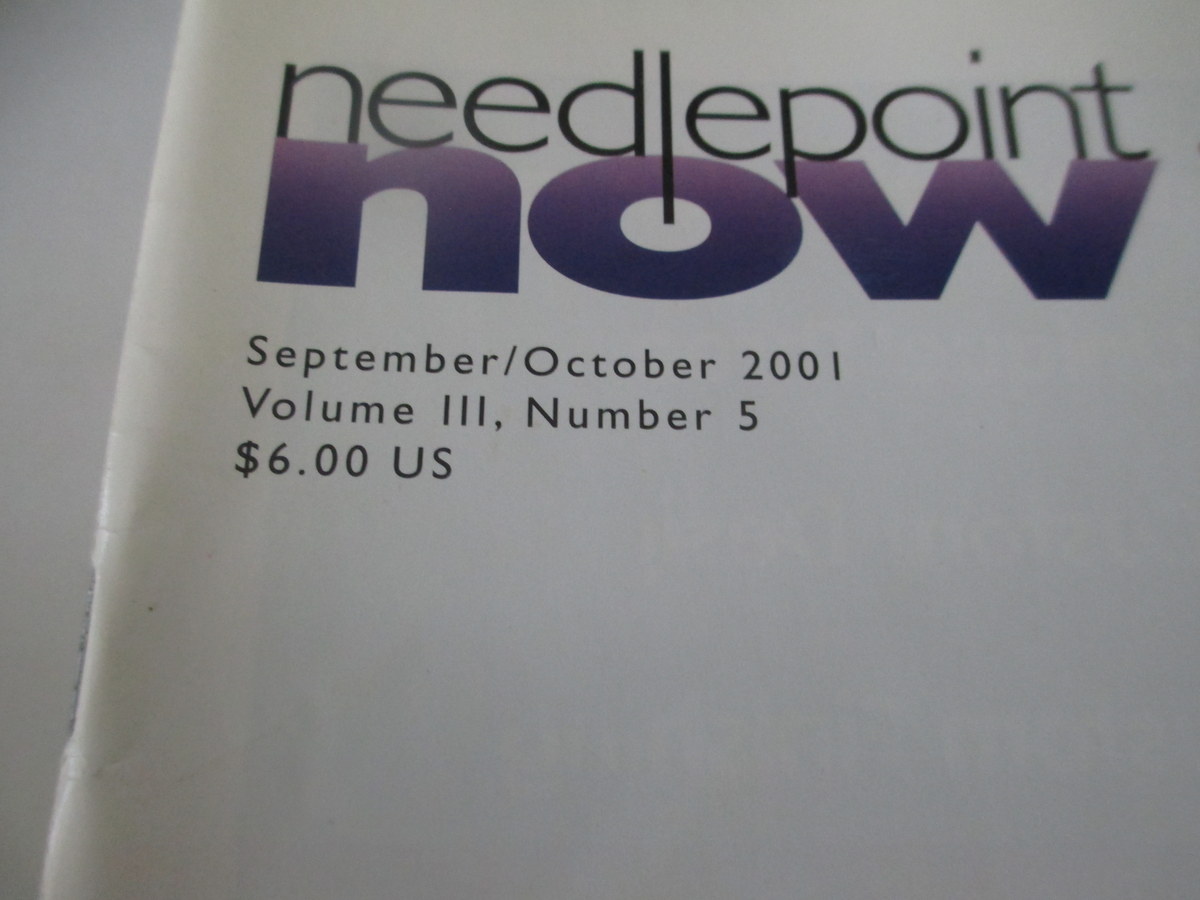 needlepoint
now
September/October 2001
Volume III, Number 5
$6.00 US